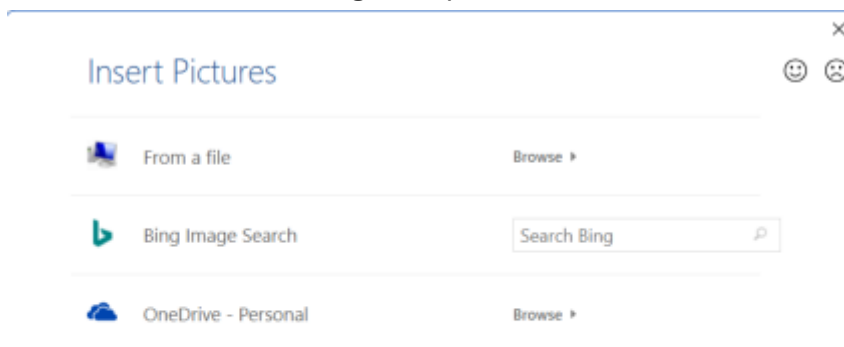 Insert Pictures
From a file Browse
Bing Image Search Search Bing
OneDrive - Personal Browse